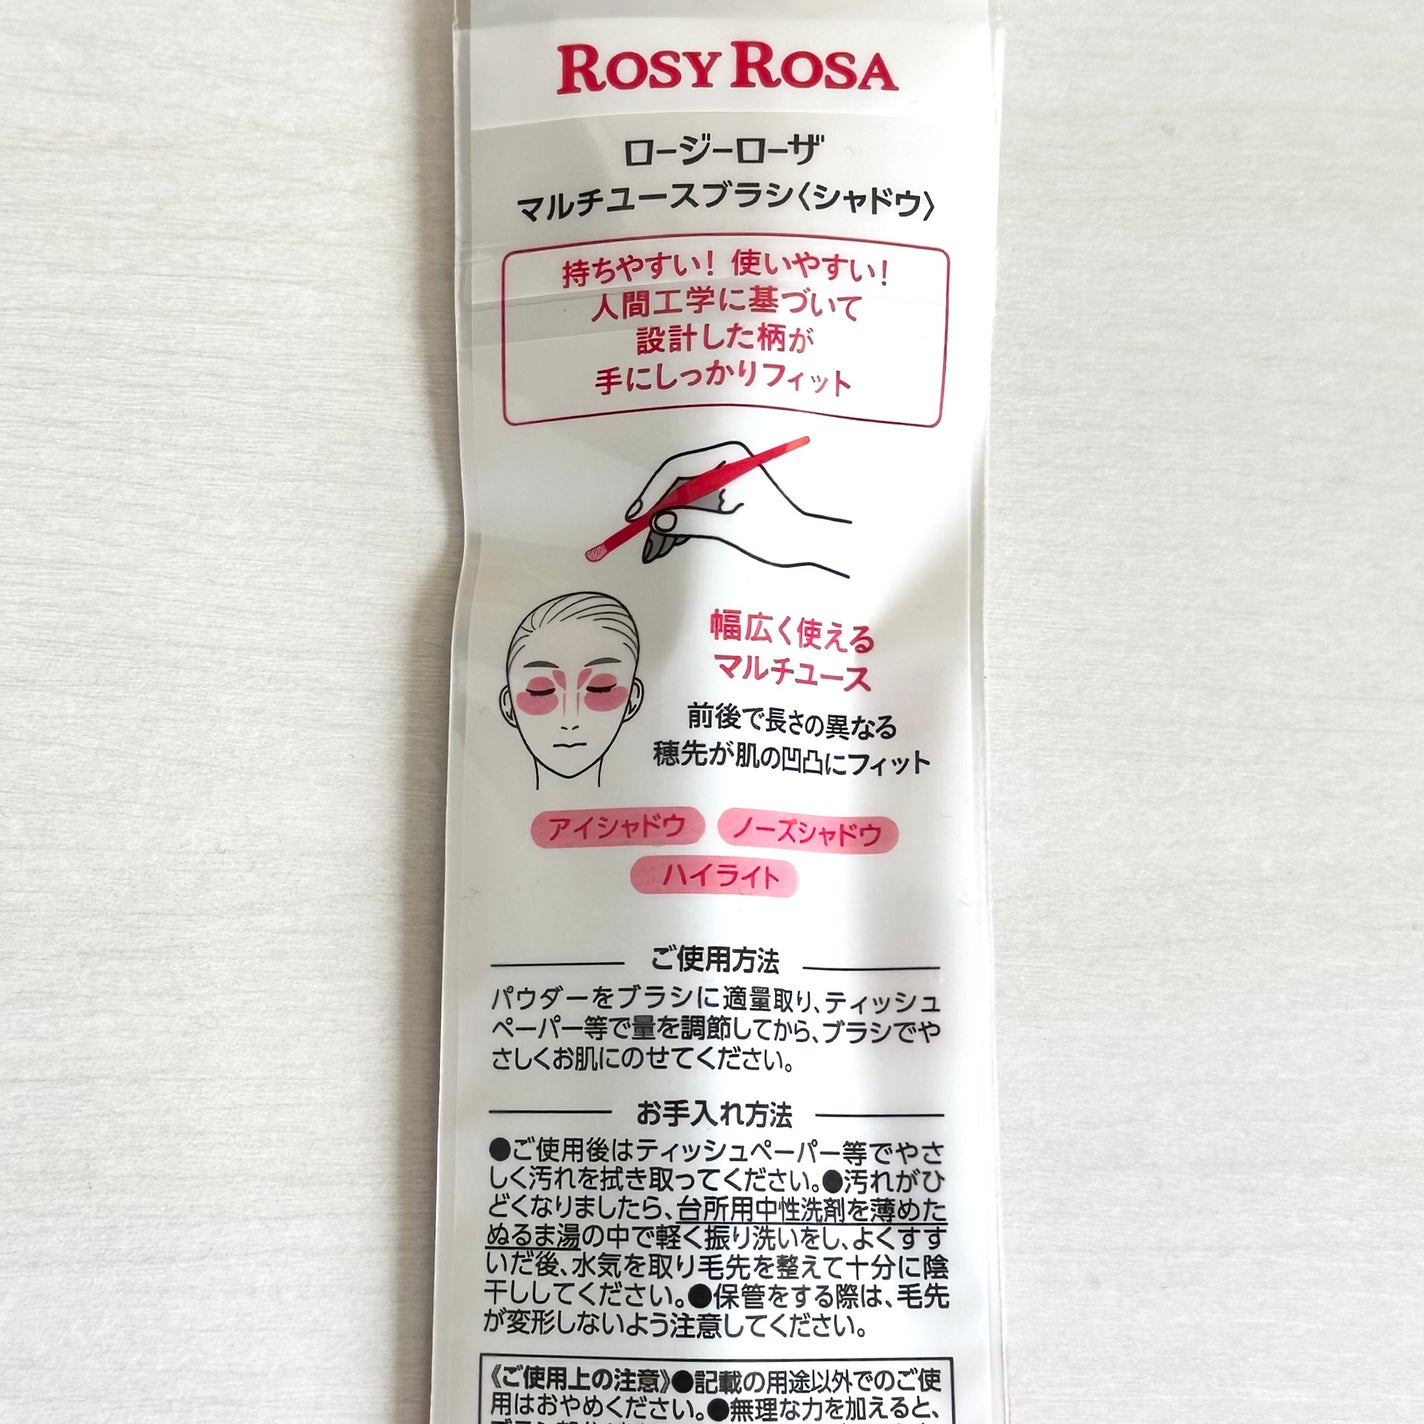 ROSY ROSA
ロージーローザ
マルチユースブラシ〈シャドウ〉
持ちやすい！使いやすい！
人間工学に基づいて
設計した柄が
手にしっかりフィット
幅広く使える
マルチユース
前後で長さの異なる
穂先が肌の凹凸にフィット
アイシャドウ
ノーズシャドウ
ハイライト
ご使用方法
パウダーをブラシに適量取り、ティッシュ
ペーパー等で量を調節してから、ブラシでや
さしくお肌にのせてください。
お手入れ方法
●ご使用後はティッシュペーパー等でやさ
しく汚れを拭き取ってください。●汚れがひ
どくなりましたら、台所用中性洗剤を薄めた
ぬるま湯の中で軽く振り洗いをし、よくすす
いだ後、水気を取り毛先を整えて十分に陰
干ししてください。●保管をする際は、毛先
が変形しないよう注意してください。
《ご使用上の注意》●記載の用途以外でのご使
用はおやめください。●無理な力を加えると、